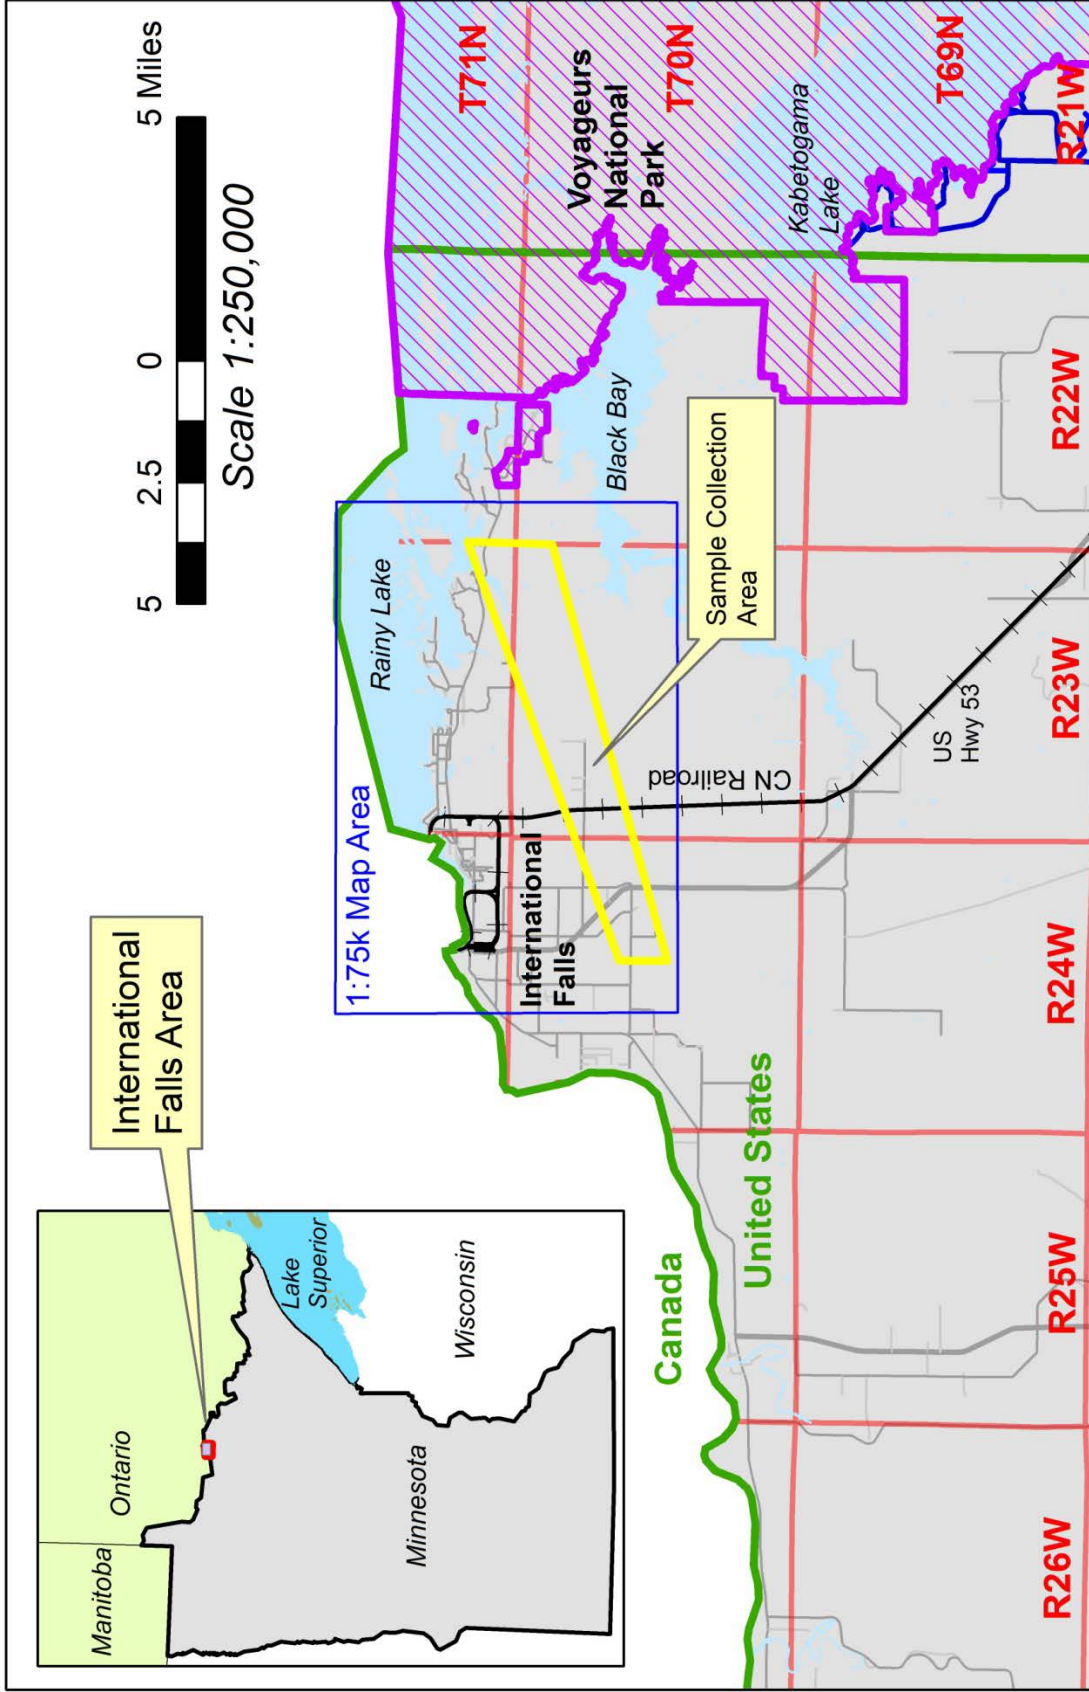 Manitoba
Ontario
Minnesota
Lake
Superior
Wisconsin
International
Falls Area
5
2.5
0
5 Miles
Scale 1:250,000
1:75k Map Area
Rainy Lake
T71N
International
Falls
Black Bay
Voyageurs
National
Park
T70N
Sample Collection
Area
CN Railroad
Kabetogama
Lake
Canada
United States
US
Hwy 53
T69N
R26W
R25W
R24W
R23W
R22W
R21W